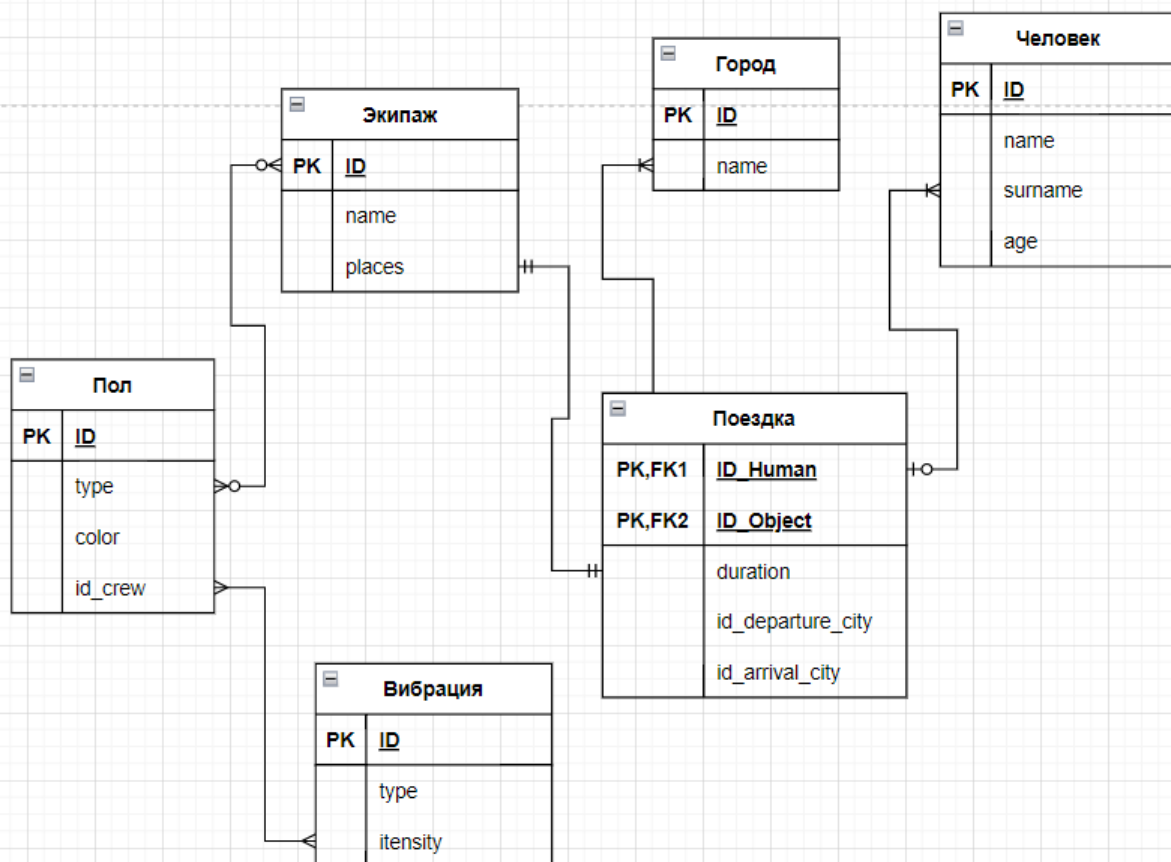 Экипаж
PK ID
name
places
Город
PK ID
name
Человек
PK ID
name
surname
age
Пол
PK ID
type
color
id_crew
Поездка
PK,FK1 ID_Human
PK,FK2 ID_Object
duration
id_departure_city
id_arrival_city
Вибрация
PK ID
type
itensity